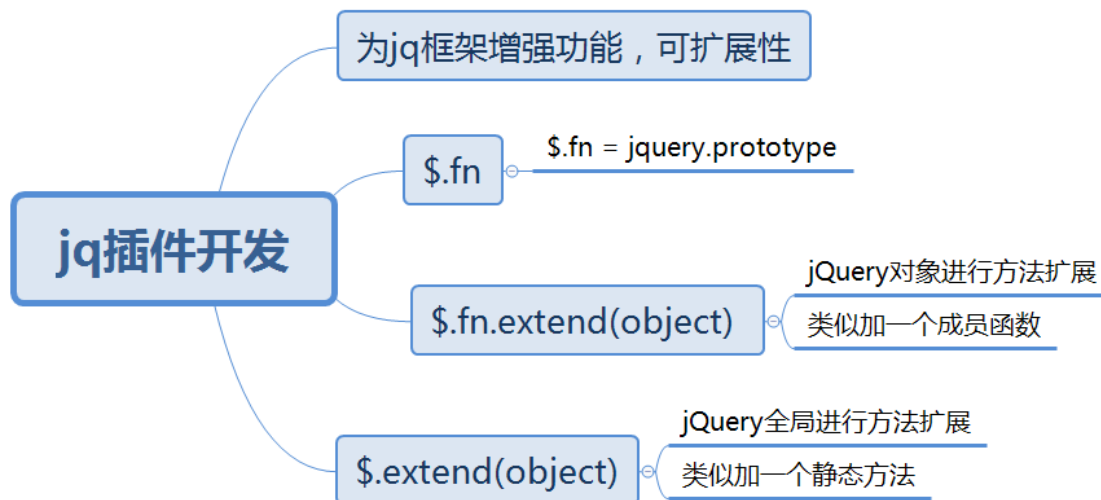 为jq框架增强功能，可扩展性
$.fn
$.fn = jquery.prototype
jq插件开发
$.fn.extend(object)
jQuery对象进行方法扩展
类似加一个成员函数
$.extend(object)
jQuery全局进行方法扩展
类似加一个静态方法